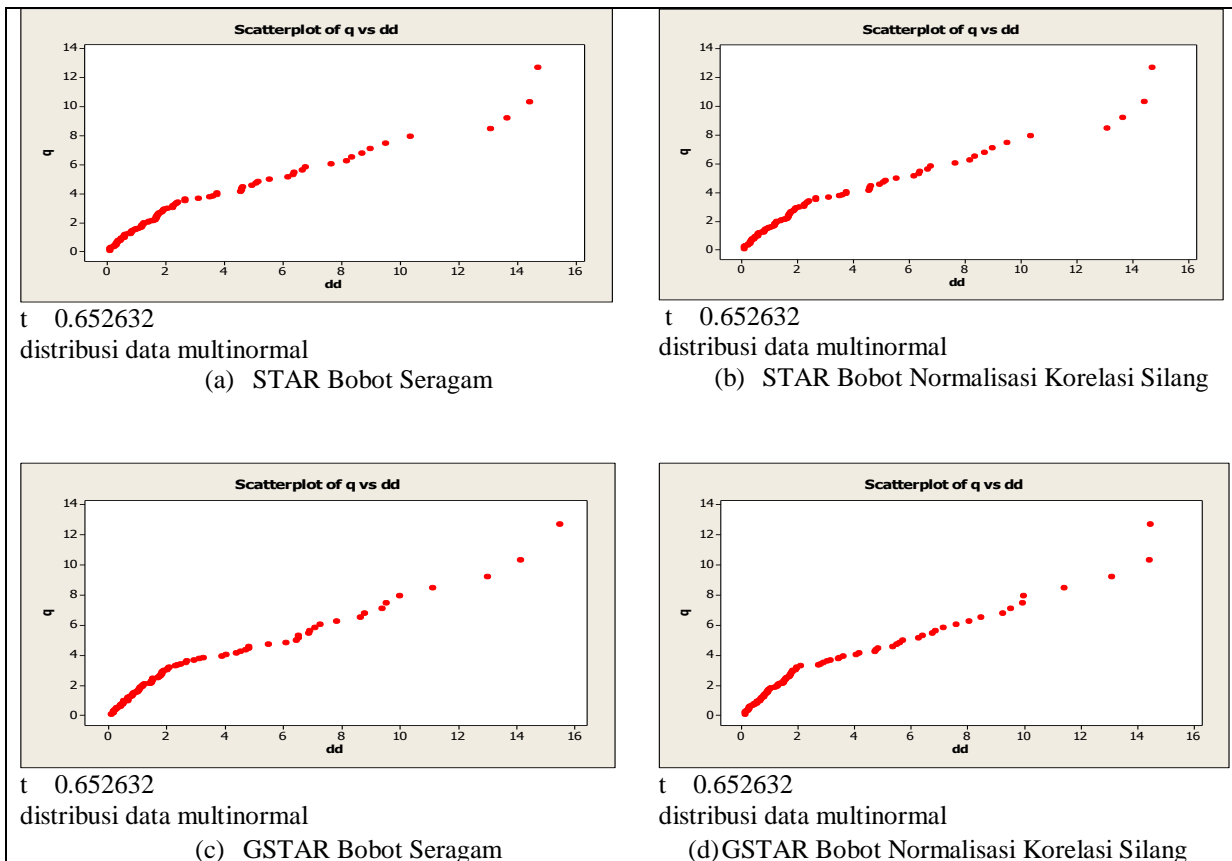 Scatterplot of q vs dd
14
12
10
8
6
4
2
0
q
0 2 4 6 8 10 12 14 16
dd
t 0.652632
distribusi data multinormal
(a) STAR Bobot Seragam
Scatterplot of q vs dd
14
12
10
8
6
4
2
0
q
0 2 4 6 8 10 12 14 16
dd
t 0.652632
distribusi data multinormal
(b) STAR Bobot Normalisasi Korelasi Silang
Scatterplot of q vs dd
14
12
10
8
6
4
2
0
q
0 2 4 6 8 10 12 14 16
dd
t 0.652632
distribusi data multinormal
(c) GSTAR Bobot Seragam
Scatterplot of q vs dd
14
12
10
8
6
4
2
0
q
0 2 4 6 8 10 12 14 16
dd
t 0.652632
distribusi data multinormal
(d)GSTAR Bobot Normalisasi Korelasi Silang